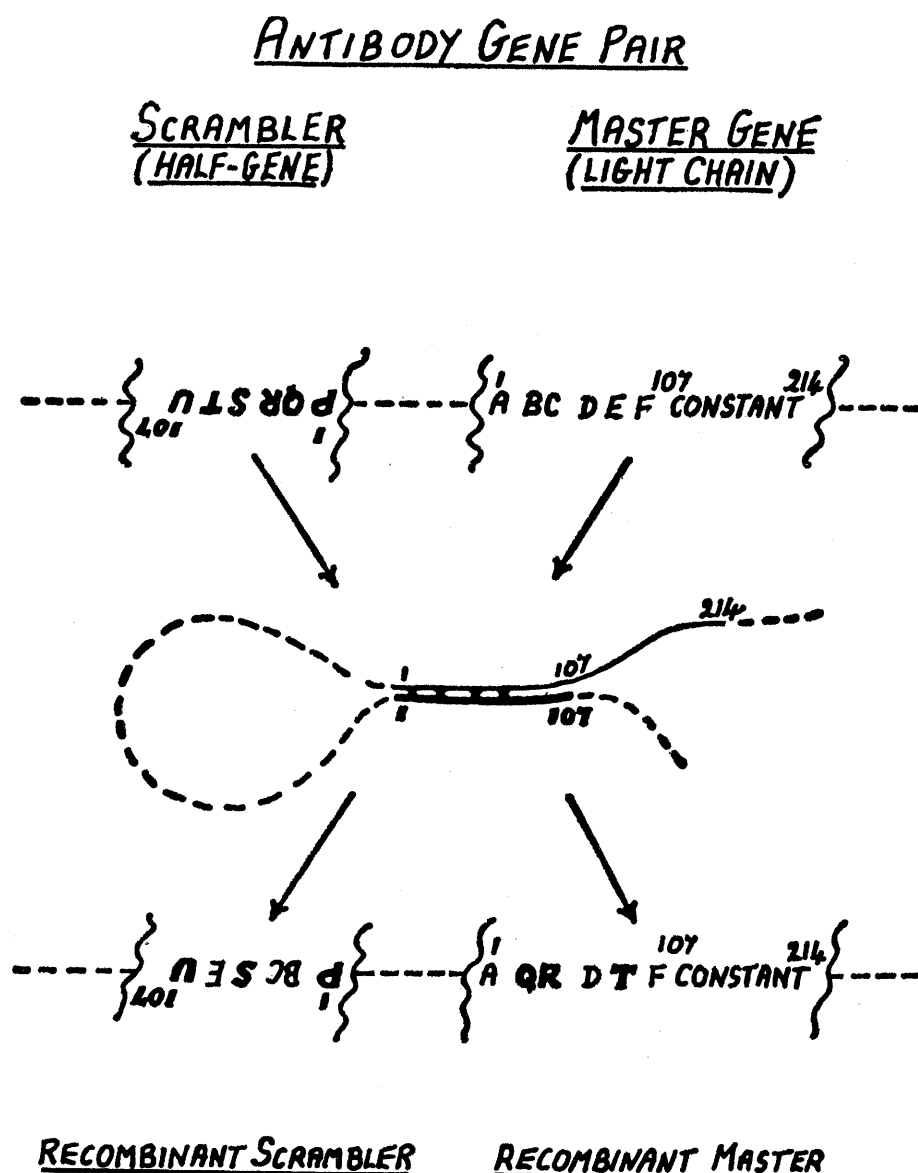 ANTIBODY GENE PAIR
SCRAMBLER
(HALF-GENE)
MASTER GENE
(LIGHT CHAIN)
107 U T S R Q P 1
1 A BC D E F 107 CONSTANT 214
214
1 107
1 107
107 U E S C B P 1
1 A QR D T F 107 CONSTANT 214
RECOMBINANT SCRAMBLER
RECOMBINANT MASTER